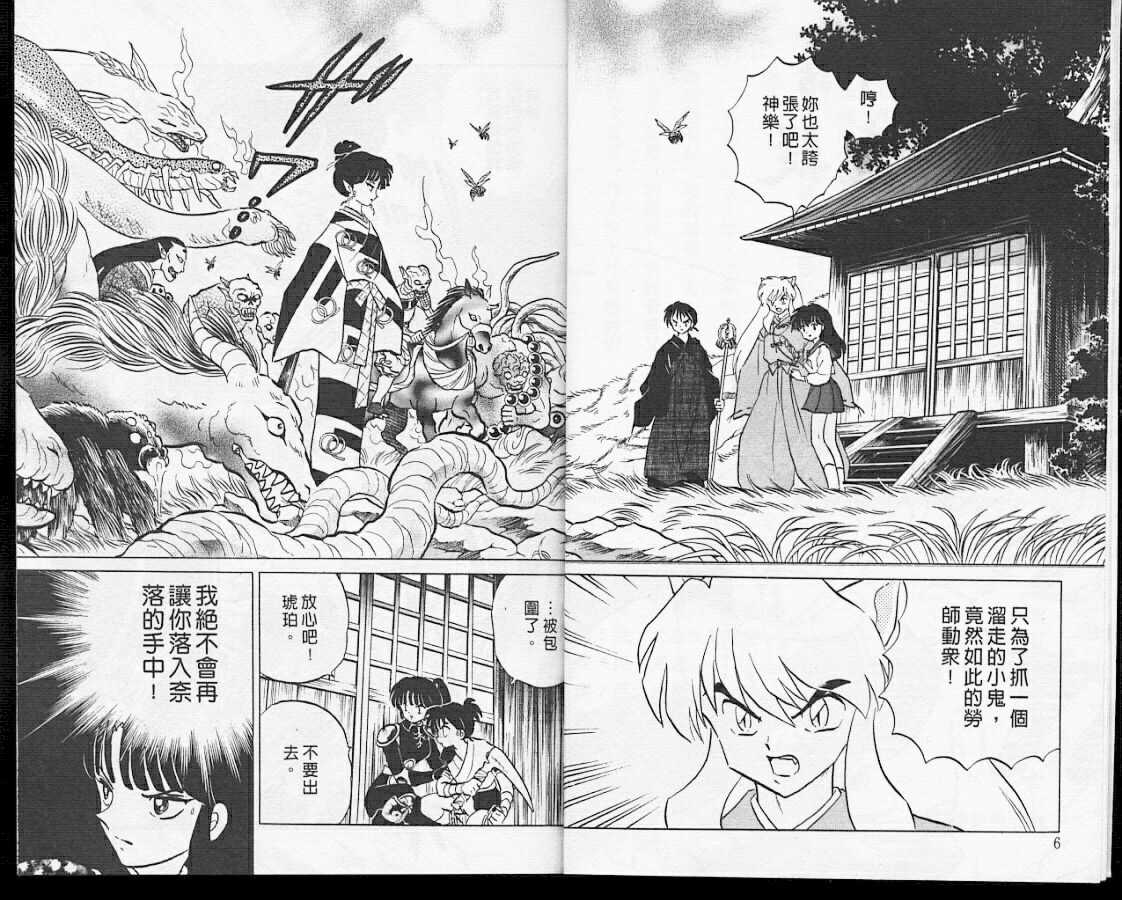 哼！
妳也太誇
張了吧！
神樂！
ワ
只為了抓一個
溜走的小鬼，
竟然如此的勞
師動衆！
…被包
圍了。
放心吧！
琥珀。
不要出
去。
我絕不會再
讓你落入奈
落的手中！
6